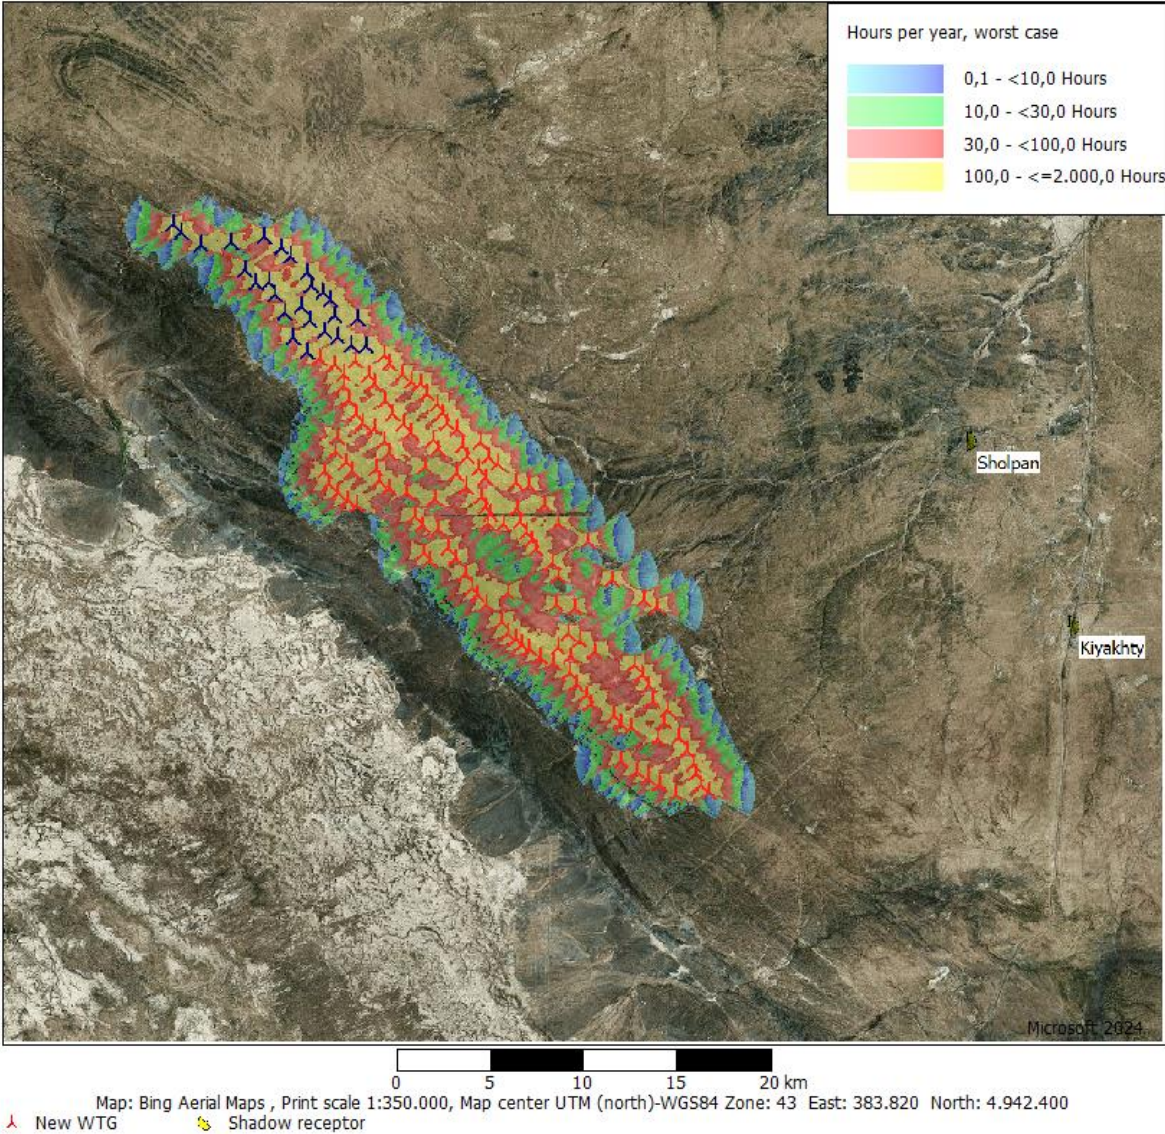 Hours per year, worst case
0,1 - <10,0 Hours
10,0 - <30,0 Hours
30,0 - <100,0 Hours
100,0 - <=2.000,0 Hours
Sholpan
Kiyakhty
Microsoft 2024
0 5 10 15 20 km
Map: Bing Aerial Maps , Print scale 1:350.000, Map center UTM (north)-WGS84 Zone: 43 East: 383.820 North: 4.942.400
New WTG Shadow receptor